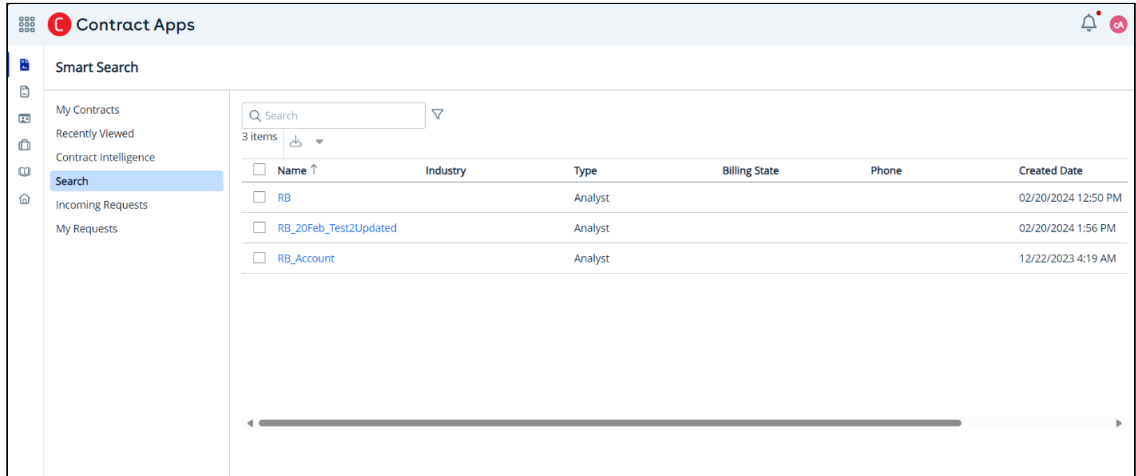 Contract Apps
cA
Smart Search
My Contracts
Recently Viewed
Contract Intelligence
Search
Incoming Requests
My Requests
Search
3 items
Name ↑ Industry Type Billing State Phone Created Date
RB Analyst 02/20/2024 12:50 PM
RB_20Feb_Test2Updated Analyst 02/20/2024 1:56 PM
RB_Account Analyst 12/22/2023 4:19 AM